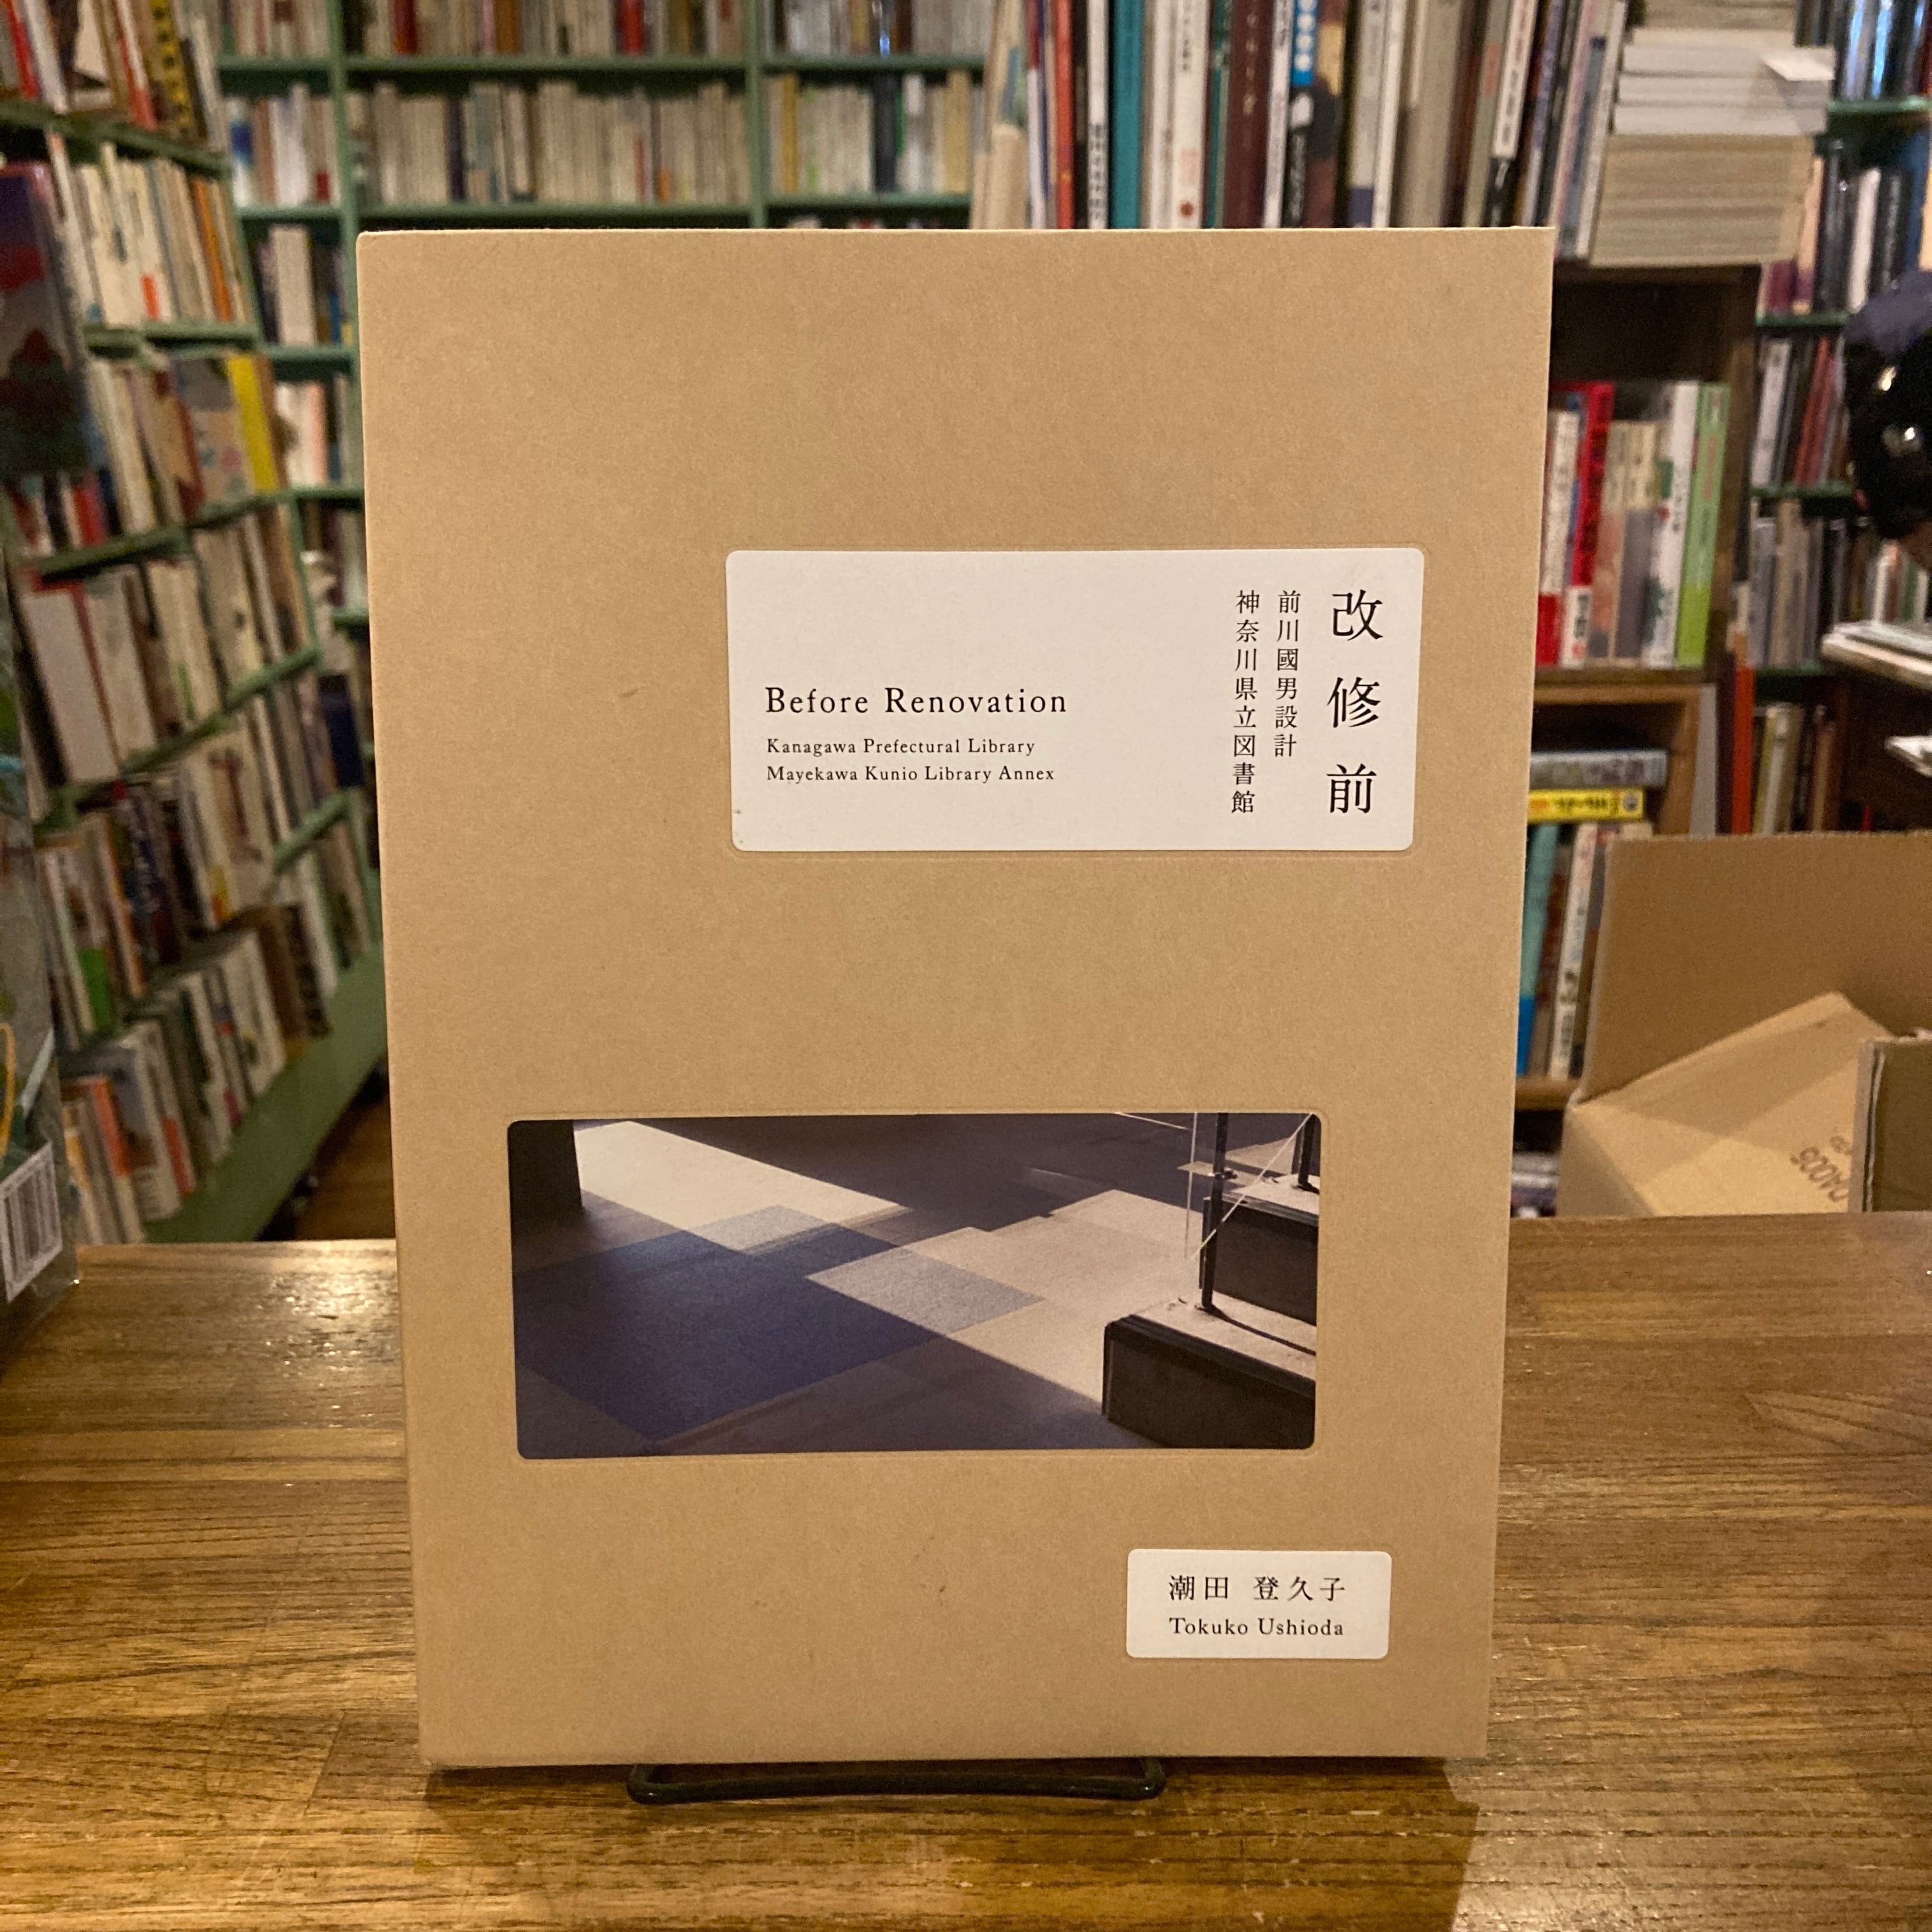 改修前
前川國男設計
神奈川県立図書館
Before Renovation
Kanagawa Prefectural Library
Mayekawa Kunio Library Annex
潮田 登久子
Tokuko Ushioda